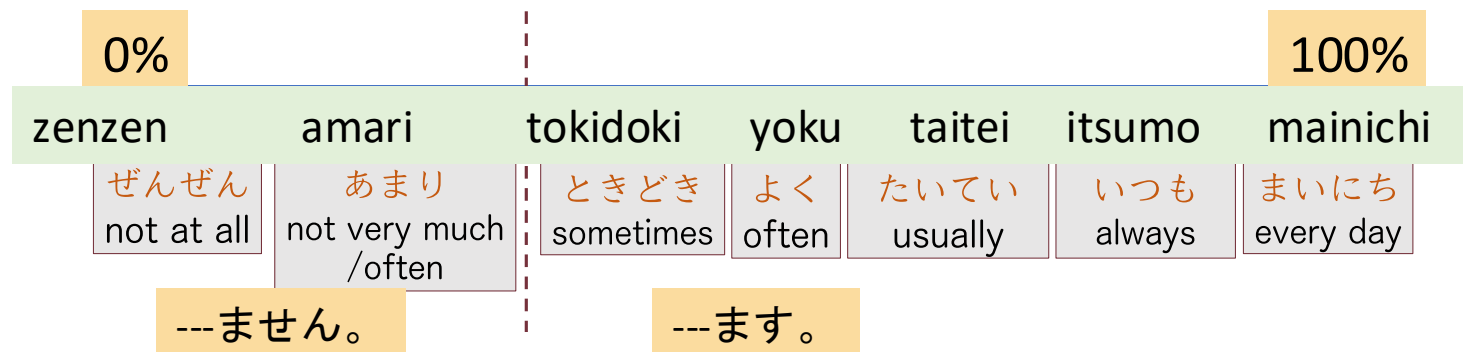 0% 100%
zenzen amari tokidoki yoku taitei itsumo mainichi
ぜんぜん あまり ときどき よく たいてい いつも まいにち
not at all not very much sometimes often usually always every day
/often
---ません。 ---ます。